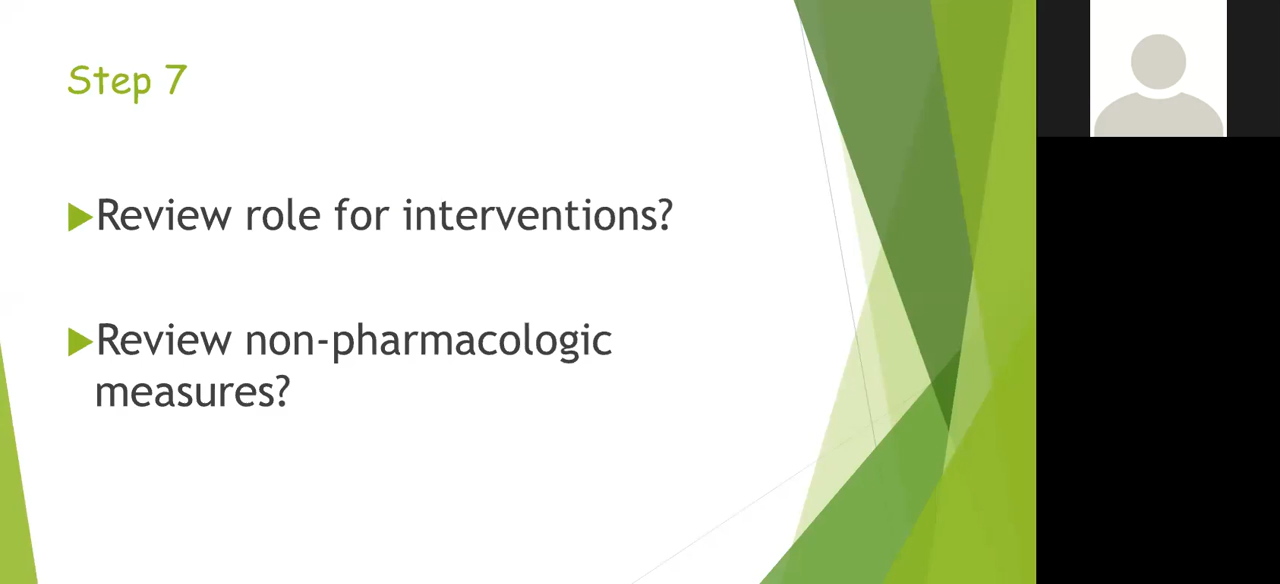 Step 7
Review role for interventions?
Review non-pharmacologic
measures?